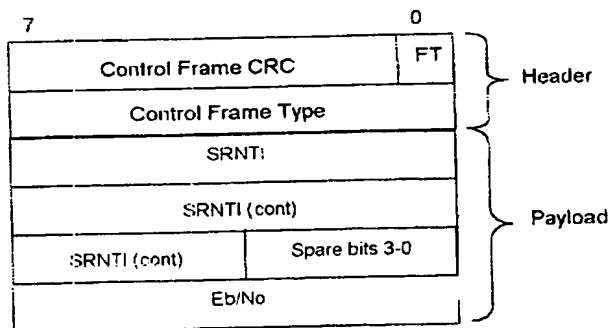 7 0
Control Frame CRC FT
Header
Control Frame Type
SRNTI
SRNTI (cont)
Payload
SRNTI (cont) Spare bits 3-0
Eb/No